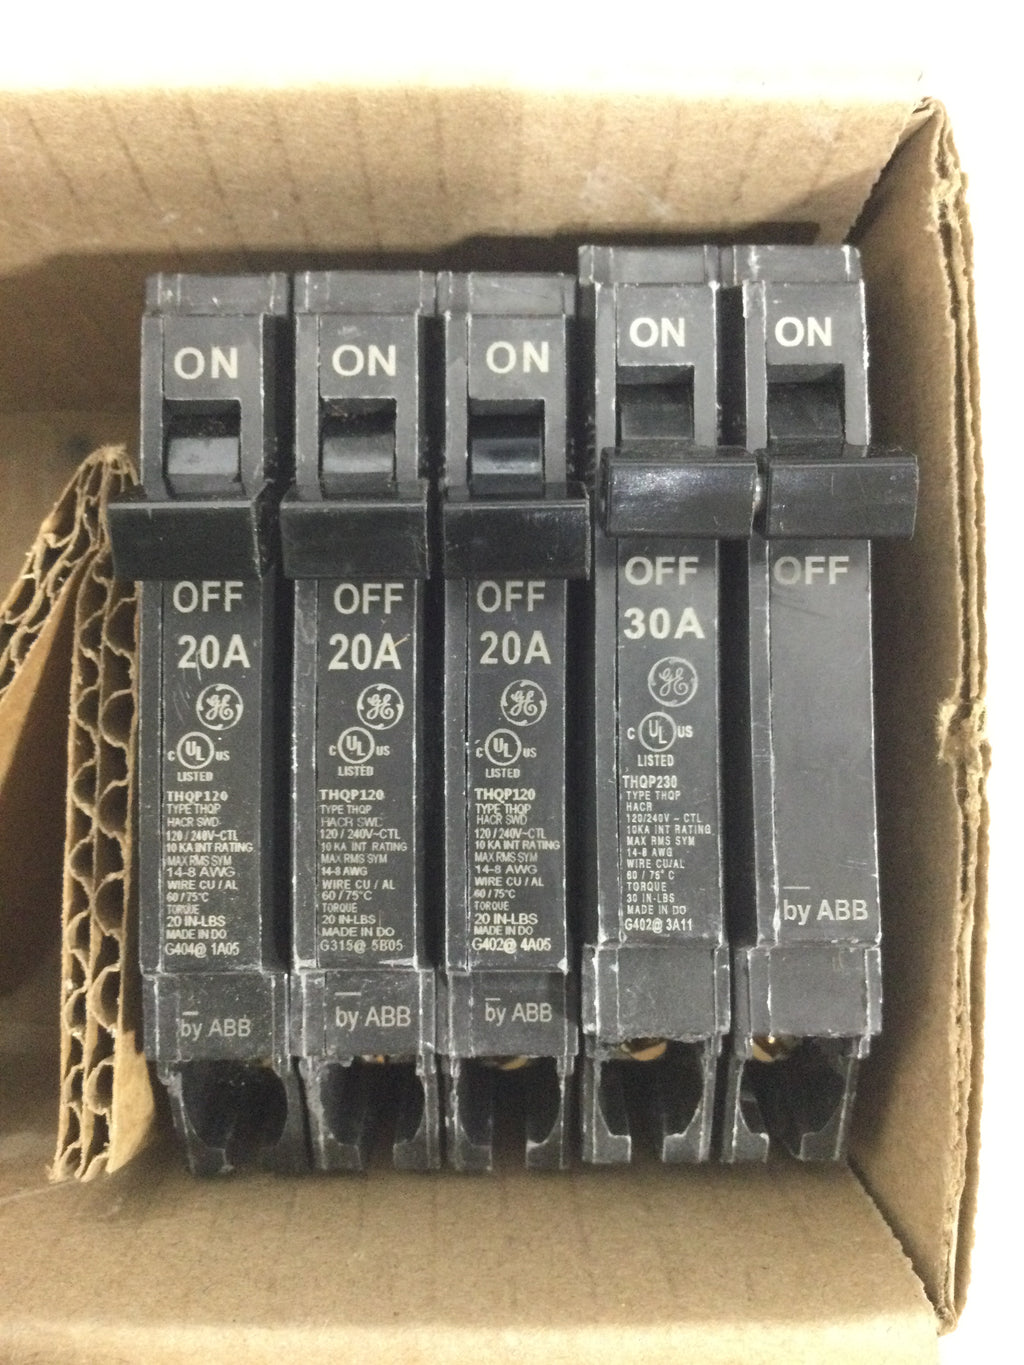 ON
OFF
20A
GE
C UL US
LISTED
THQP120
TYPE THQP
HACR SWD
120/240V-CTL
10 KA INT RATING
MAX RMS SYM
14-8 AWG
WIRE CU / AL
60/75°C
TORQUE
20 IN-LBS
MADE IN DO
G404@ 1A05
by ABB
ON
OFF
20A
GE
C UL US
LISTED
THQP120
TYPE THQP
HACR SWD
120 / 240V~CTL
10 KA INT RATING
MAX RMS SYM
14-8 AWG
WIRE CU / AL
60 / 75°C
TORQUE
20 IN-LBS
MADE IN DO
G315@ 5B05
by ABB
ON
OFF
20A
GE
C UL US
LISTED
THQP120
TYPE THQP
HACR SWD
120 / 240V~CTL
10 KA INT RATING
MAX RMS SYM
14-8 AWG
WIRE CU / AL
60 / 75°C
TORQUE
20 IN-LBS
MADE IN DO
G402@ 4A05
by ABB
ON
OFF
30A
GE
C UL US
LISTED
THQP230
TYPE THQP
HACR
120/240V ~ CTL
10KA INT RATING
MAX RMS SYM
14-8 AWG
WIRE CU/AL
60 / 75° C
TORQUE
30 IN-LBS
MADE IN DO
G402@ 3A11
ON
OFF
by ABB